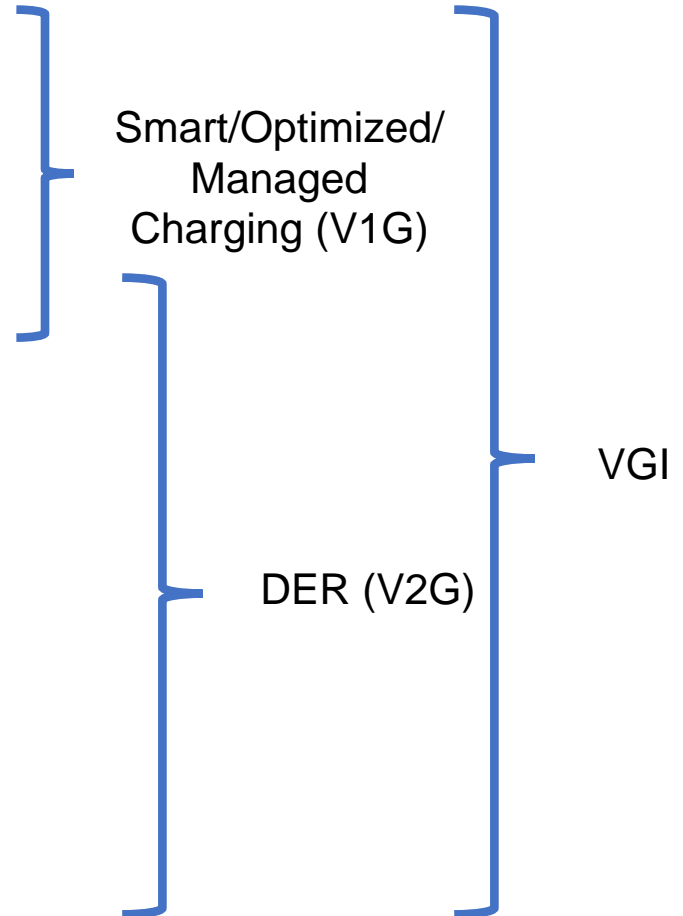 Smart/Optimized/
Managed
Charging (V1G)
VGI
DER (V2G)